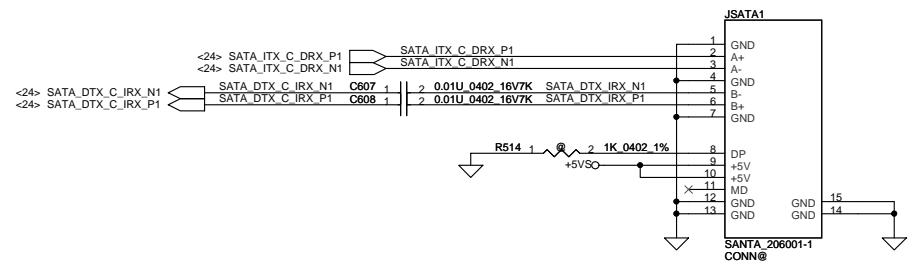 JSATA1
1 GND
<24> SATA_ITX_C_DRX_P1 SATA_ITX_C_DRX_P1 2 A+
<24> SATA_ITX_C_DRX_N1 SATA_ITX_C_DRX_N1 3 A-
4 GND
<24> SATA_DTX_C_IRX_N1 SATA_DTX_C_IRX_N1 C607 1 2 0.01U_0402_16V7K SATA_DTX_IRX_N1 5 B-
<24> SATA_DTX_C_IRX_P1 SATA_DTX_C_IRX_P1 C608 1 2 0.01U_0402_16V7K SATA_DTX_IRX_P1 6 B+
7 GND
R514 1 @ 2 1K_0402_1% 8 DP
+5VS 9 +5V
10 +5V
11 MD
12 GND GND 15
13 GND GND 14
SANTA_206001-1
CONN@